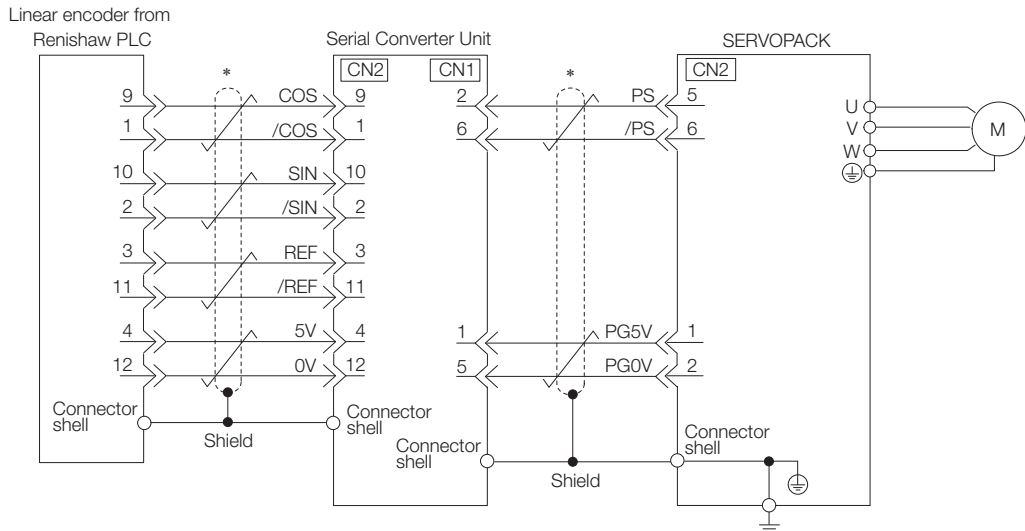 Linear encoder from
Renishaw PLC
Serial Converter Unit
SERVOPACK
*
CN2
CN1
*
CN2
9 COS 9
2 PS 5
1 /COS 1
6 /PS 6
U
V
W
M
10 SIN 10
2 /SIN 2
3 REF 3
11 /REF 11
4 5V 4
1 PG5V 1
12 0V 12
5 PG0V 2
Connector
shell
Shield
Connector
shell
Connector
shell
Shield
Connector
shell